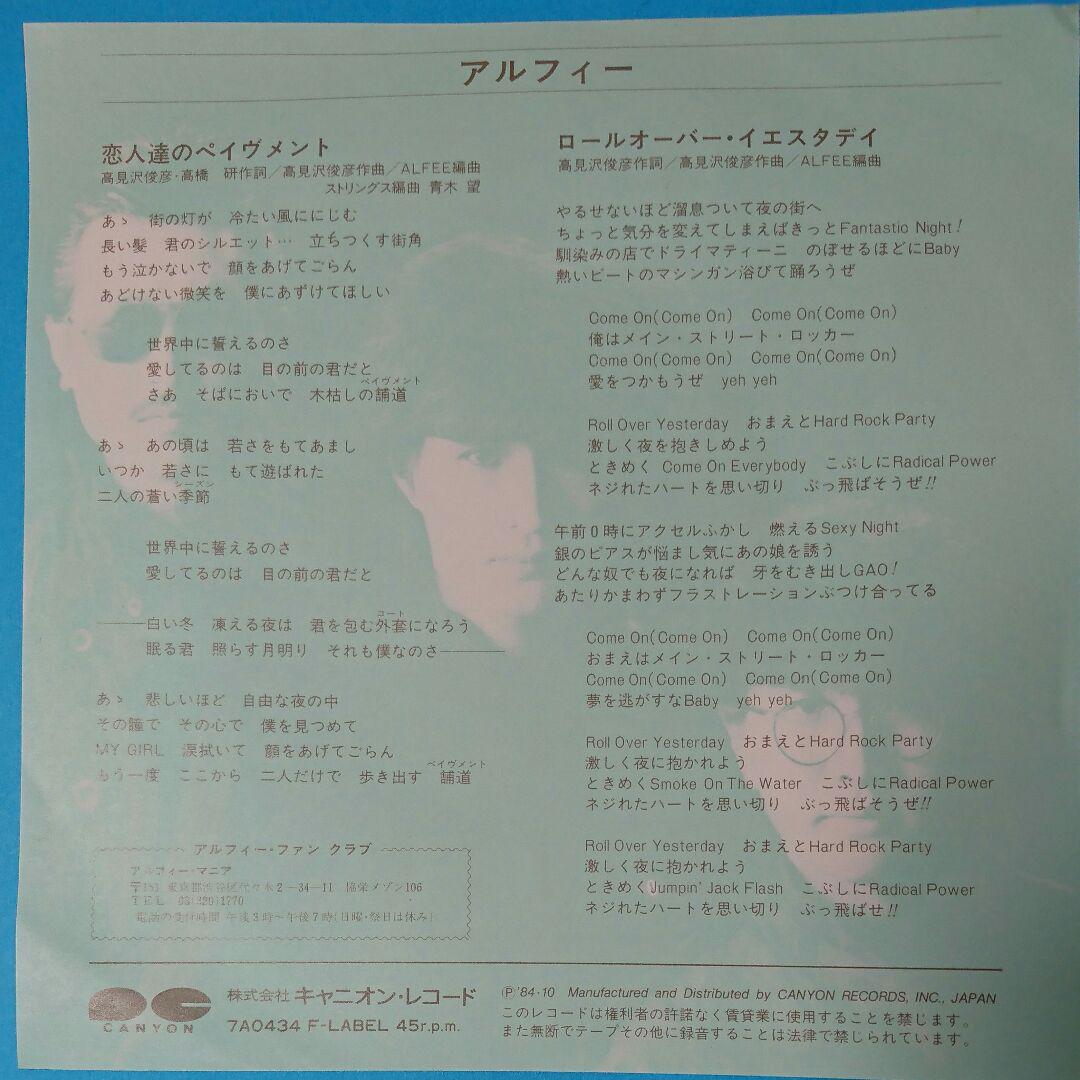 アルフィー
恋人達のペイヴメント
高見沢俊彦・高橋 研作詞／高見沢俊彦作曲／ALFEE編曲
ストリングス編曲 青木 望
あゝ 街の灯が 冷たい風ににじむ
長い髪 君のシルエット… 立ちつくす街角
もう泣かないで 顔をあげてごらん
あどけない微笑を 僕にあずけてほしい
世界中に誓えるのさ
愛してるのは 目の前の君だと
ペイヴメント
さあ そばにおいで 木枯しの舗道
あゝ あの頃は 若さをもてあまし
いつか 若さに もて遊ばれた
シーズン
二人の蒼い季節
世界中に誓えるのさ
愛してるのは 目の前の君だと
コート
——白い冬 凍える夜は 君を包む外套になろう
眠る君 照らす月明り それも僕なのさ——
あゝ 悲しいほど 自由な夜の中
その瞳で その心で 僕を見つめて
MY GIRL 涙拭いて 顔をあげてごらん
ペイヴメント
もう一度 ここから 二人だけで 歩き出す 舗道
アルフィー・ファン クラブ
アルフィー・マニア
〒151 東京都渋谷区代々木2－34－11 協栄メゾン106
TEL 03(320)1770
電話の受付時間 午後3時～午後7時(日曜・祭日は休み)
ロールオーバー・イエスタデイ
高見沢俊彦作詞／高見沢俊彦作曲／ALFEE編曲
やるせないほど溜息ついて夜の街へ
ちょっと気分を変えてしまえばきっとFantastic Night!
馴染みの店でドライマティーニ のぼせるほどにBaby
熱いビートのマシンガン浴びて踊ろうぜ
Come On(Come On) Come On(Come On)
俺はメイン・ストリート・ロッカー
Come On(Come On) Come On(Come On)
愛をつかもうぜ yeh yeh
Roll Over Yesterday おまえとHard Rock Party
激しく夜を抱きしめよう
ときめく Come On Everybody こぶしにRadical Power
ネジれたハートを思い切り ぶっ飛ばそうぜ!!
午前0時にアクセルふかし 燃えるSexy Night
銀のピアスが悩まし気にあの娘を誘う
どんな奴でも夜になれば 牙をむき出しGAO!
あたりかまわずフラストレーションぶつけ合ってる
Come On(Come On) Come On(Come On)
おまえはメイン・ストリート・ロッカー
Come On(Come On) Come On(Come On)
夢を逃がすなBaby yeh yeh
Roll Over Yesterday おまえとHard Rock Party
激しく夜に抱かれよう
ときめくSmoke On The Water こぶしにRadical Power
ネジれたハートを思い切り ぶっ飛ばそうぜ!!
Roll Over Yesterday おまえとHard Rock Party
激しく夜に抱かれよう
ときめくJumpin' Jack Flash こぶしにRadical Power
ネジれたハートを思い切り ぶっ飛ばせ!!
CANYON
株式会社 キャニオン・レコード
7A0434 F-LABEL 45r.p.m.
Ⓟ'84・10 Manufactured and Distributed by CANYON RECORDS, INC., JAPAN
このレコードは権利者の許諾なく賃貸業に使用することを禁じます。
また無断でテープその他に録音することは法律で禁じられています。